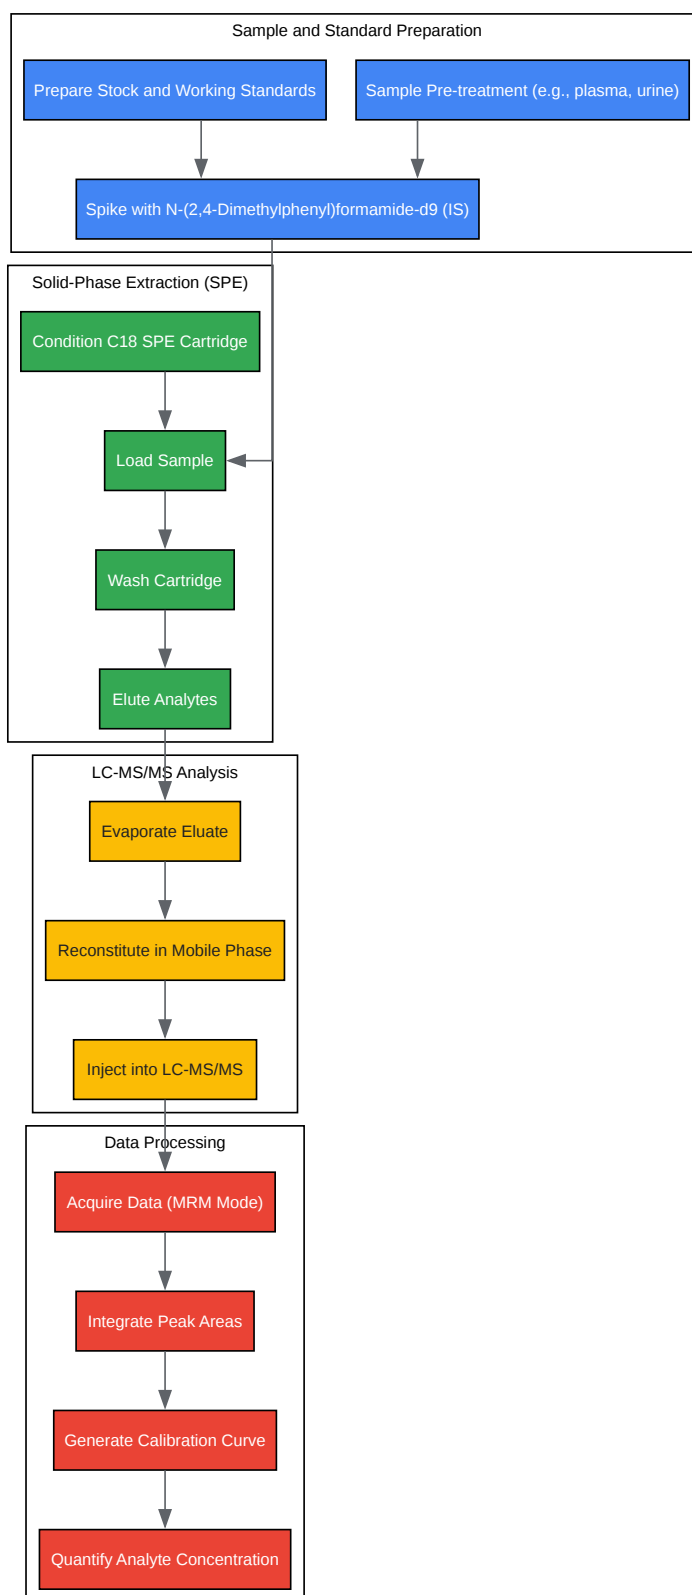 Sample and Standard Preparation
Prepare Stock and Working Standards
Sample Pre-treatment (e.g., plasma, urine)
Spike with N-(2,4-Dimethylphenyl)formamide-d9 (IS)
Solid-Phase Extraction (SPE)
Condition C18 SPE Cartridge
Load Sample
Wash Cartridge
Elute Analytes
LC-MS/MS Analysis
Evaporate Eluate
Reconstitute in Mobile Phase
Inject into LC-MS/MS
Data Processing
Acquire Data (MRM Mode)
Integrate Peak Areas
Generate Calibration Curve
Quantify Analyte Concentration